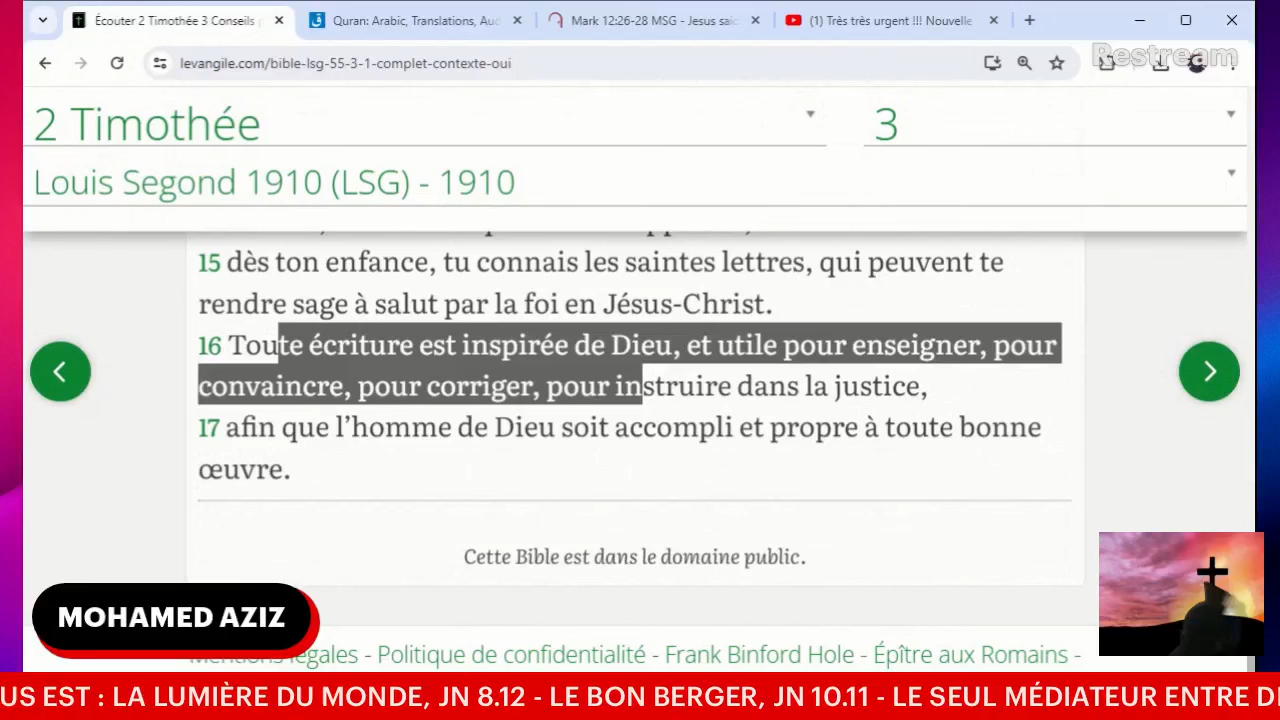 Écouter 2 Timothée 3 Conseils
Quran: Arabic, Translations, Aud
Mark 12:26-28 MSG - Jesus said
(1) Très très urgent !!! Nouvelle
levangile.com/bible-lsg-55-3-1-complet-contexte-oui
Restream
2 Timothée
3
Louis Segond 1910 (LSG) - 1910
15 dès ton enfance, tu connais les saintes lettres, qui peuvent te
rendre sage à salut par la foi en Jésus-Christ.
16 Toute écriture est inspirée de Dieu, et utile pour enseigner, pour
convaincre, pour corriger, pour instruire dans la justice,
17 afin que l’homme de Dieu soit accompli et propre à toute bonne
œuvre.
Cette Bible est dans le domaine public.
MOHAMED AZIZ
Mentions légales - Politique de confidentialité - Frank Binford Hole - Épître aux Romains -
US EST : LA LUMIÈRE DU MONDE, JN 8.12 - LE BON BERGER, JN 10.11 - LE SEUL MÉDIATEUR ENTRE D